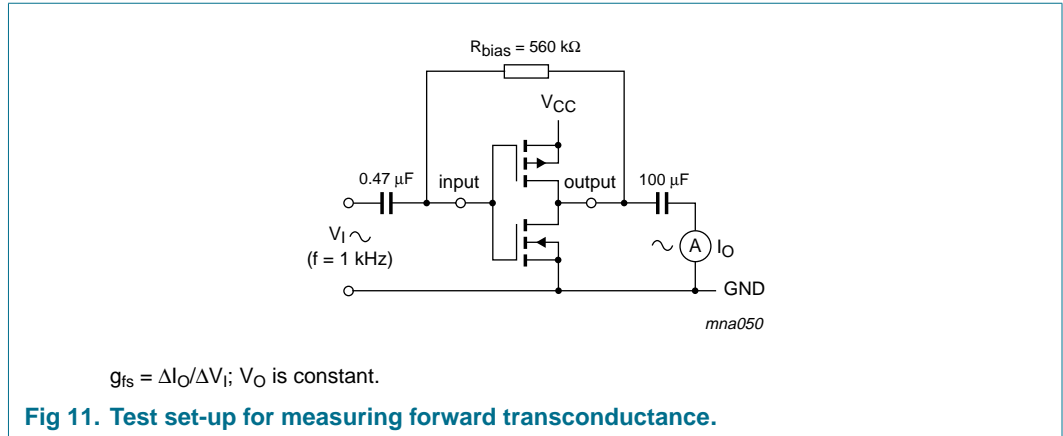 R_bias = 560 kΩ
V_CC
0.47 μF
input
output
100 μF
V_I
(f = 1 kHz)
A
I_O
GND
mna050
g_fs = ΔI_O/ΔV_I; V_O is constant.
Fig 11. Test set-up for measuring forward transconductance.